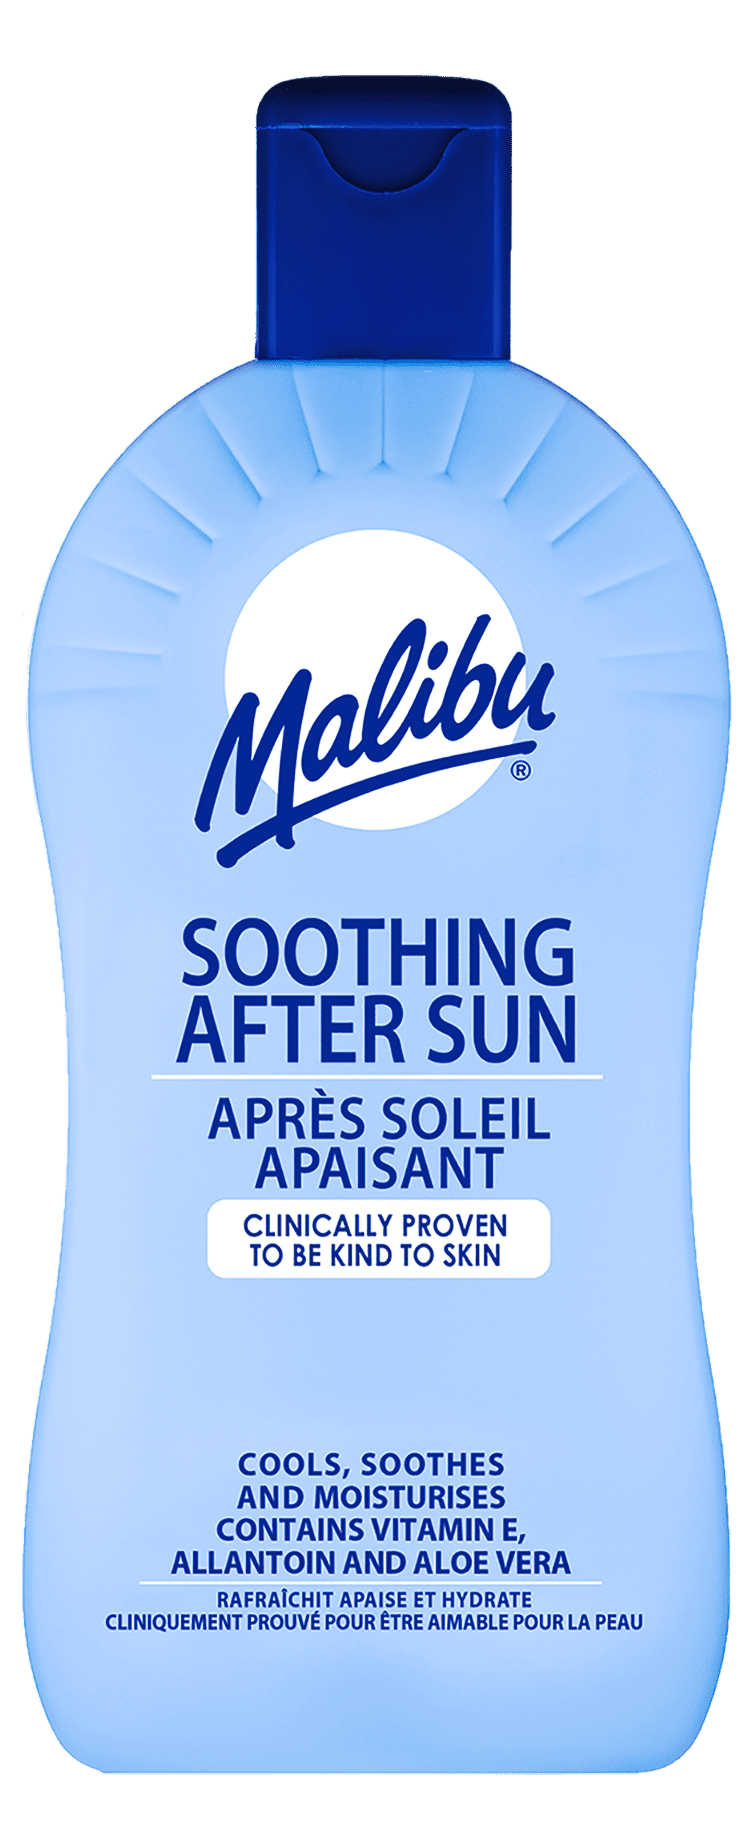 Malibu
®
SOOTHING
AFTER SUN
APRÈS SOLEIL
APAISANT
CLINICALLY PROVEN
TO BE KIND TO SKIN
COOLS, SOOTHES
AND MOISTURISES
CONTAINS VITAMIN E,
ALLANTOIN AND ALOE VERA
RAFRAÎCHIT APAISE ET HYDRATE
CLINIQUEMENT PROUVÉ POUR ÊTRE AIMABLE POUR LA PEAU